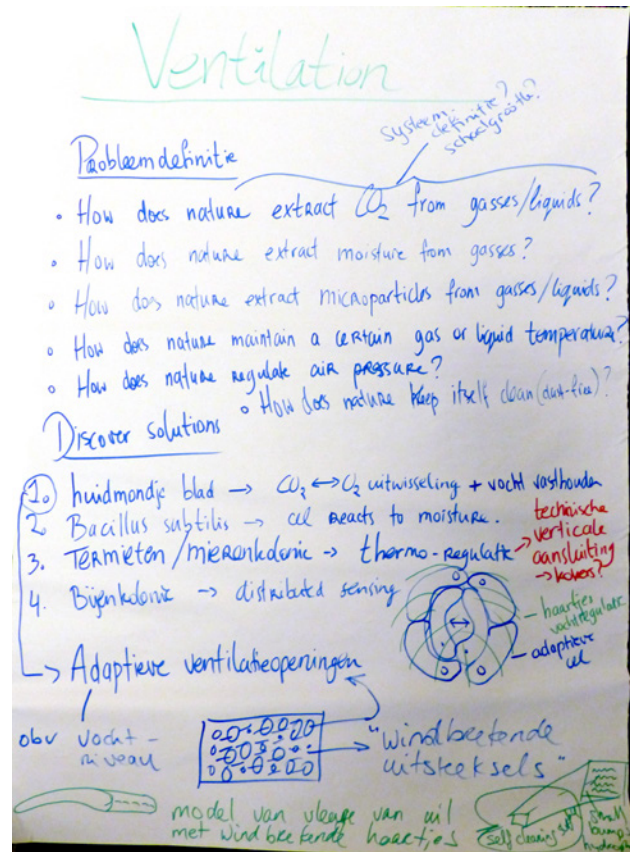 Ventilation
systeem-
definitie?
schaalgrootte?
Probleemdefinitie
• How does nature extract CO2 from gasses/liquids?
• How does nature extract moisture from gasses?
• How does nature extract microparticles from gasses/liquids?
• How does nature maintain a certain gas or liquid temperature?
• How does nature regulate air pressure?
• How does nature keep itself clean (dust-free)?
Discover solutions
1. huidmondje blad → CO2 ↔ O2 uitwisseling + vocht vasthouden
2. Bacillus subtilis → cel reacts to moisture.
3. Termieten/mierenkolonie → thermo-regulatie → technische
verticale
aansluiting
→ kokers?
4. Bijenkolonie → distributed sensing
haartjes
vochtregulatie
adaptieve
cel
→ Adaptieve ventilatieopeningen
obv vocht-
niveau
"windbrekende
uitsteeksels"
model van vleugel van uil
met windbrekende haartjes
self cleaning
small
bumps